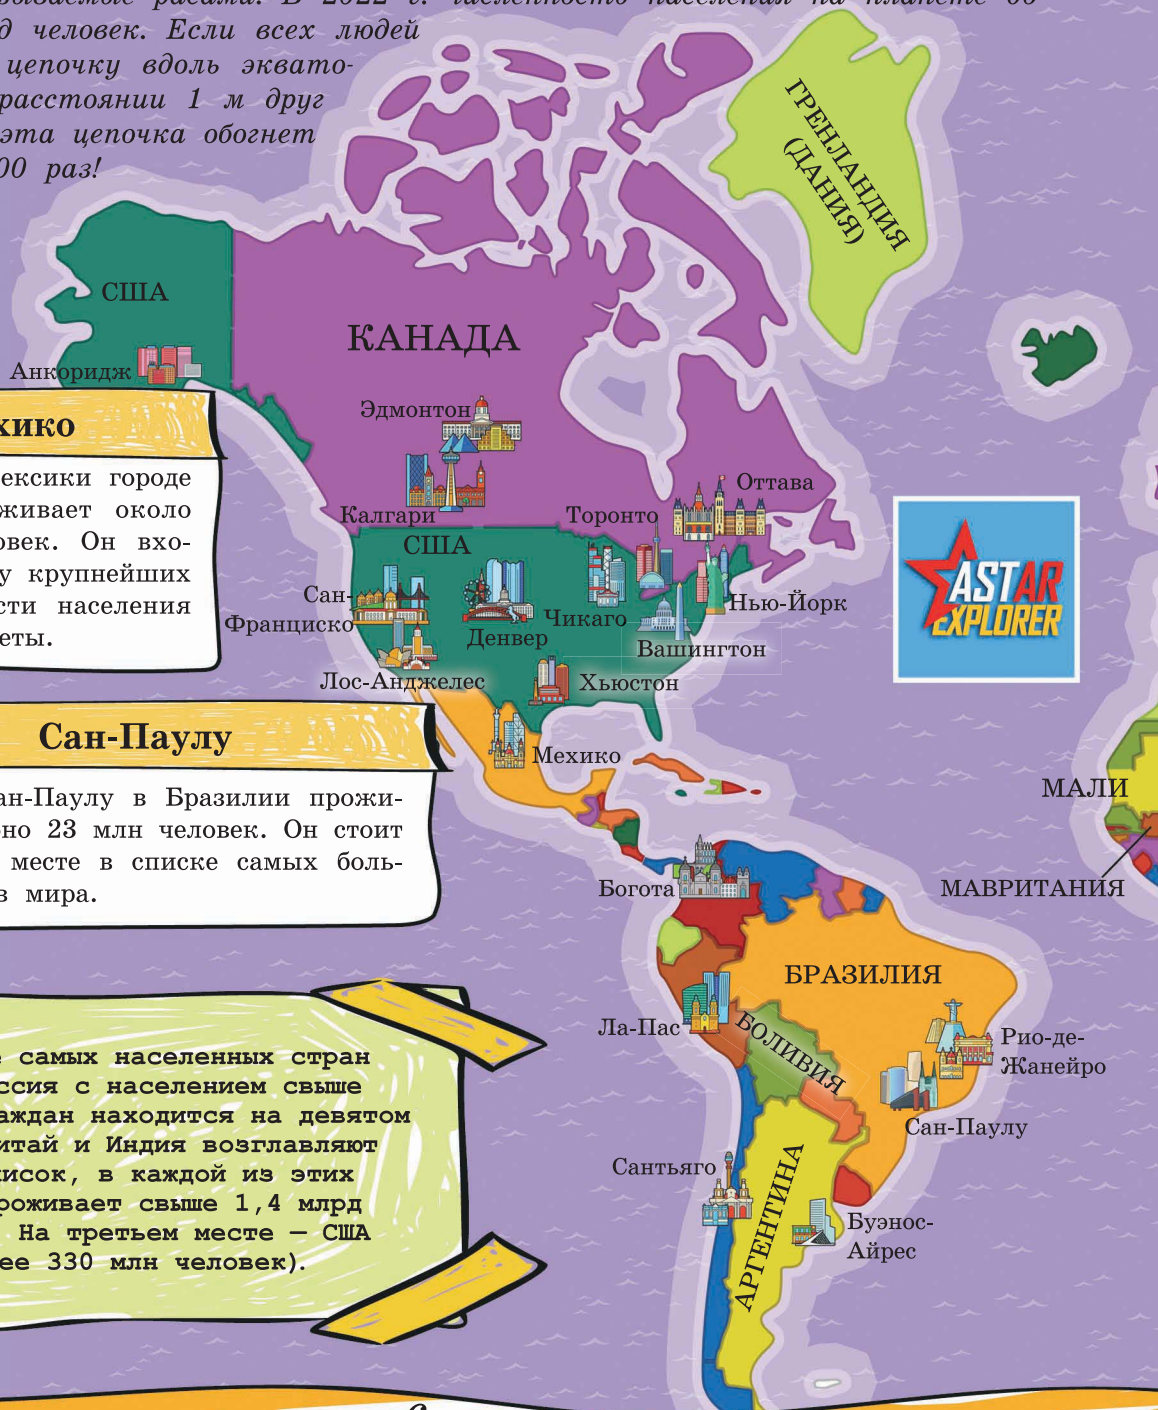 д человек. Если всех людей
цепочку вдоль эквато-
расстоянии 1 м друг
эта цепочка обогнет
00 раз!
ГРЕНЛАНДИЯ
(ДАНИЯ)
США
КАНАДА
Анкоридж
Эдмонтон
хико
ексики городе
живает около
овек. Он вхо-
у крупнейших
сти населения
еты.
Оттава
Калгари
Торонто
США
ASTAR
EXPLORER
Сан-
Франциско
Денвер
Чикаго
Нью-Йорк
Вашингтон
Лос-Анджелес
Хьюстон
Мехико
Сан-Паулу
ан-Паулу в Бразилии прожи-
но 23 млн человек. Он стоит
месте в списке самых боль-
в мира.
МАЛИ
МАВРИТАНИЯ
Богота
БРАЗИЛИЯ
Ла-Пас
БОЛИВИЯ
Рио-де-
Жанейро
Сан-Паулу
Сантьяго
АРГЕНТИНА
Буэнос-
Айрес
е самых населенных стран
ссия с населением свыше
аждан находится на девятом
итай и Индия возглавляют
исок, в каждой из этих
роживает свыше 1,4 млрд
На третьем месте — США
ее 330 млн человек).